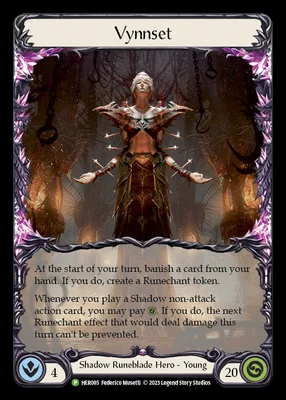 Vynnset
At the start of your turn, banish a card from your
hand. If you do, create a Runechant token.
Whenever you play a Shadow non-attack
action card, you may pay. If you do, the next
Runechant effect that would deal damage this
turn can't be prevented.
4
Shadow Runeblade Hero - Young
20
P HER085 Federico Musetti © 2023 Legend Story Studios